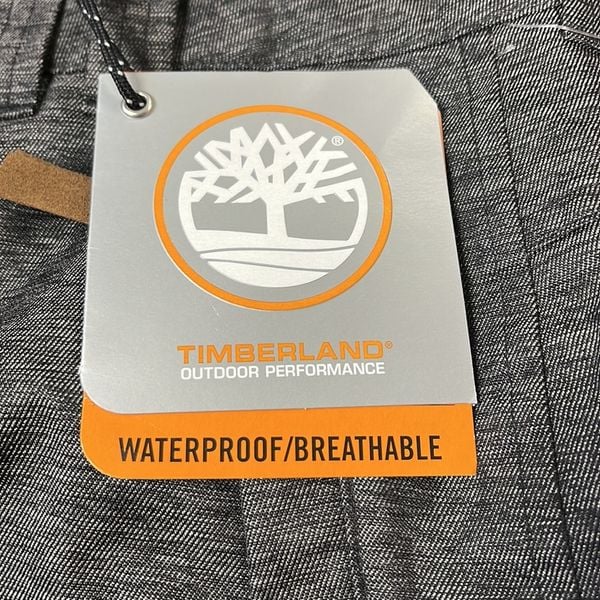 ®
TIMBERLAND®
OUTDOOR PERFORMANCE
WATERPROOF/BREATHABLE